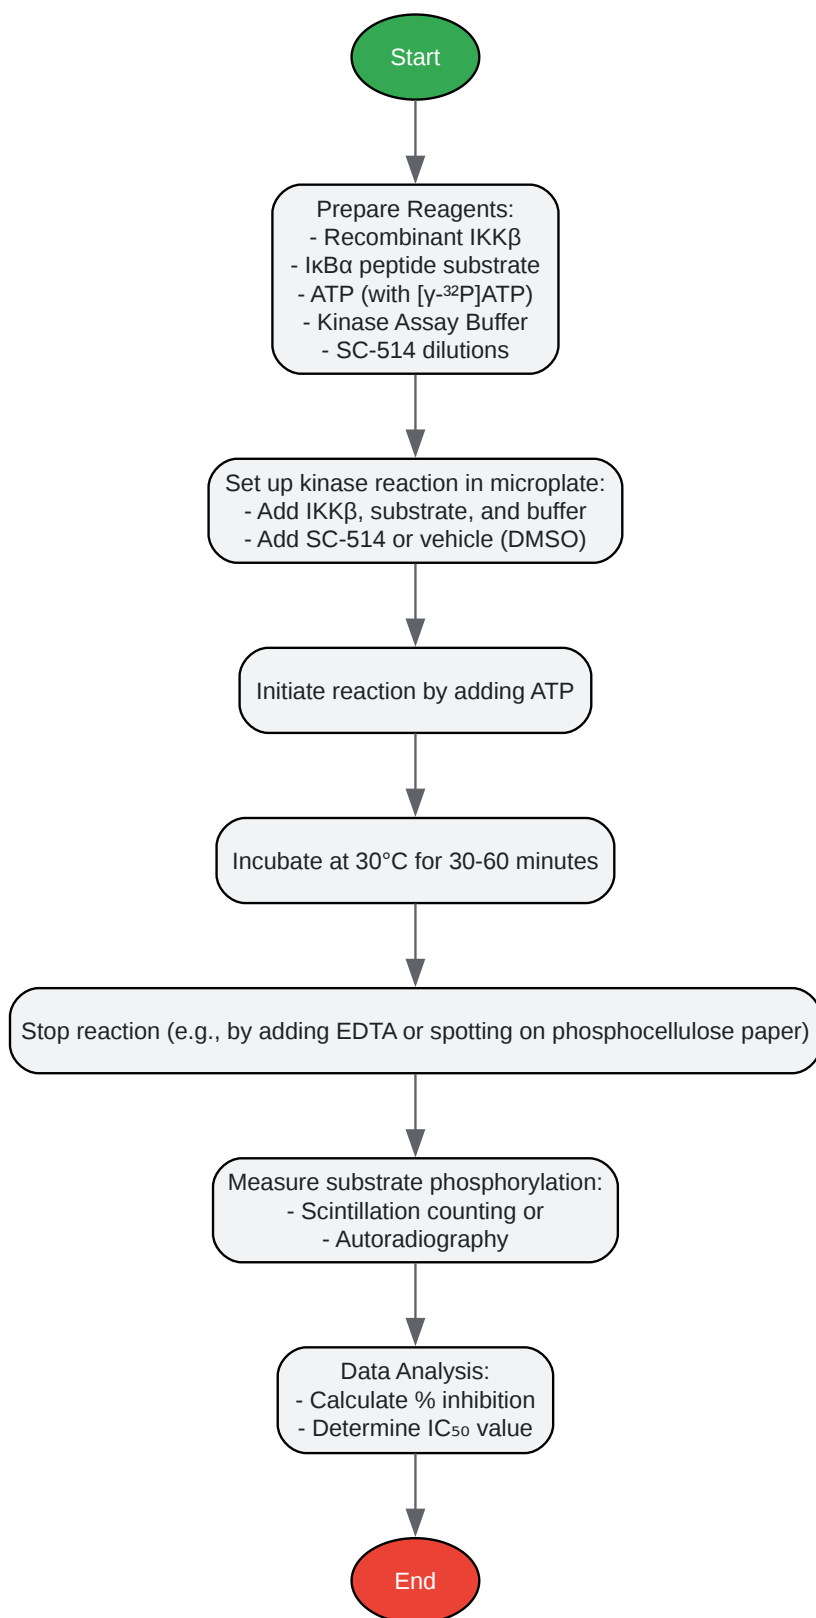 Start
Prepare Reagents:
- Recombinant IKKβ
- IκBα peptide substrate
- ATP (with [γ-³²P]ATP)
- Kinase Assay Buffer
- SC-514 dilutions
Set up kinase reaction in microplate:
- Add IKKβ, substrate, and buffer
- Add SC-514 or vehicle (DMSO)
Initiate reaction by adding ATP
Incubate at 30°C for 30-60 minutes
Stop reaction (e.g., by adding EDTA or spotting on phosphocellulose paper)
Measure substrate phosphorylation:
- Scintillation counting or
- Autoradiography
Data Analysis:
- Calculate % inhibition
- Determine IC₅₀ value
End